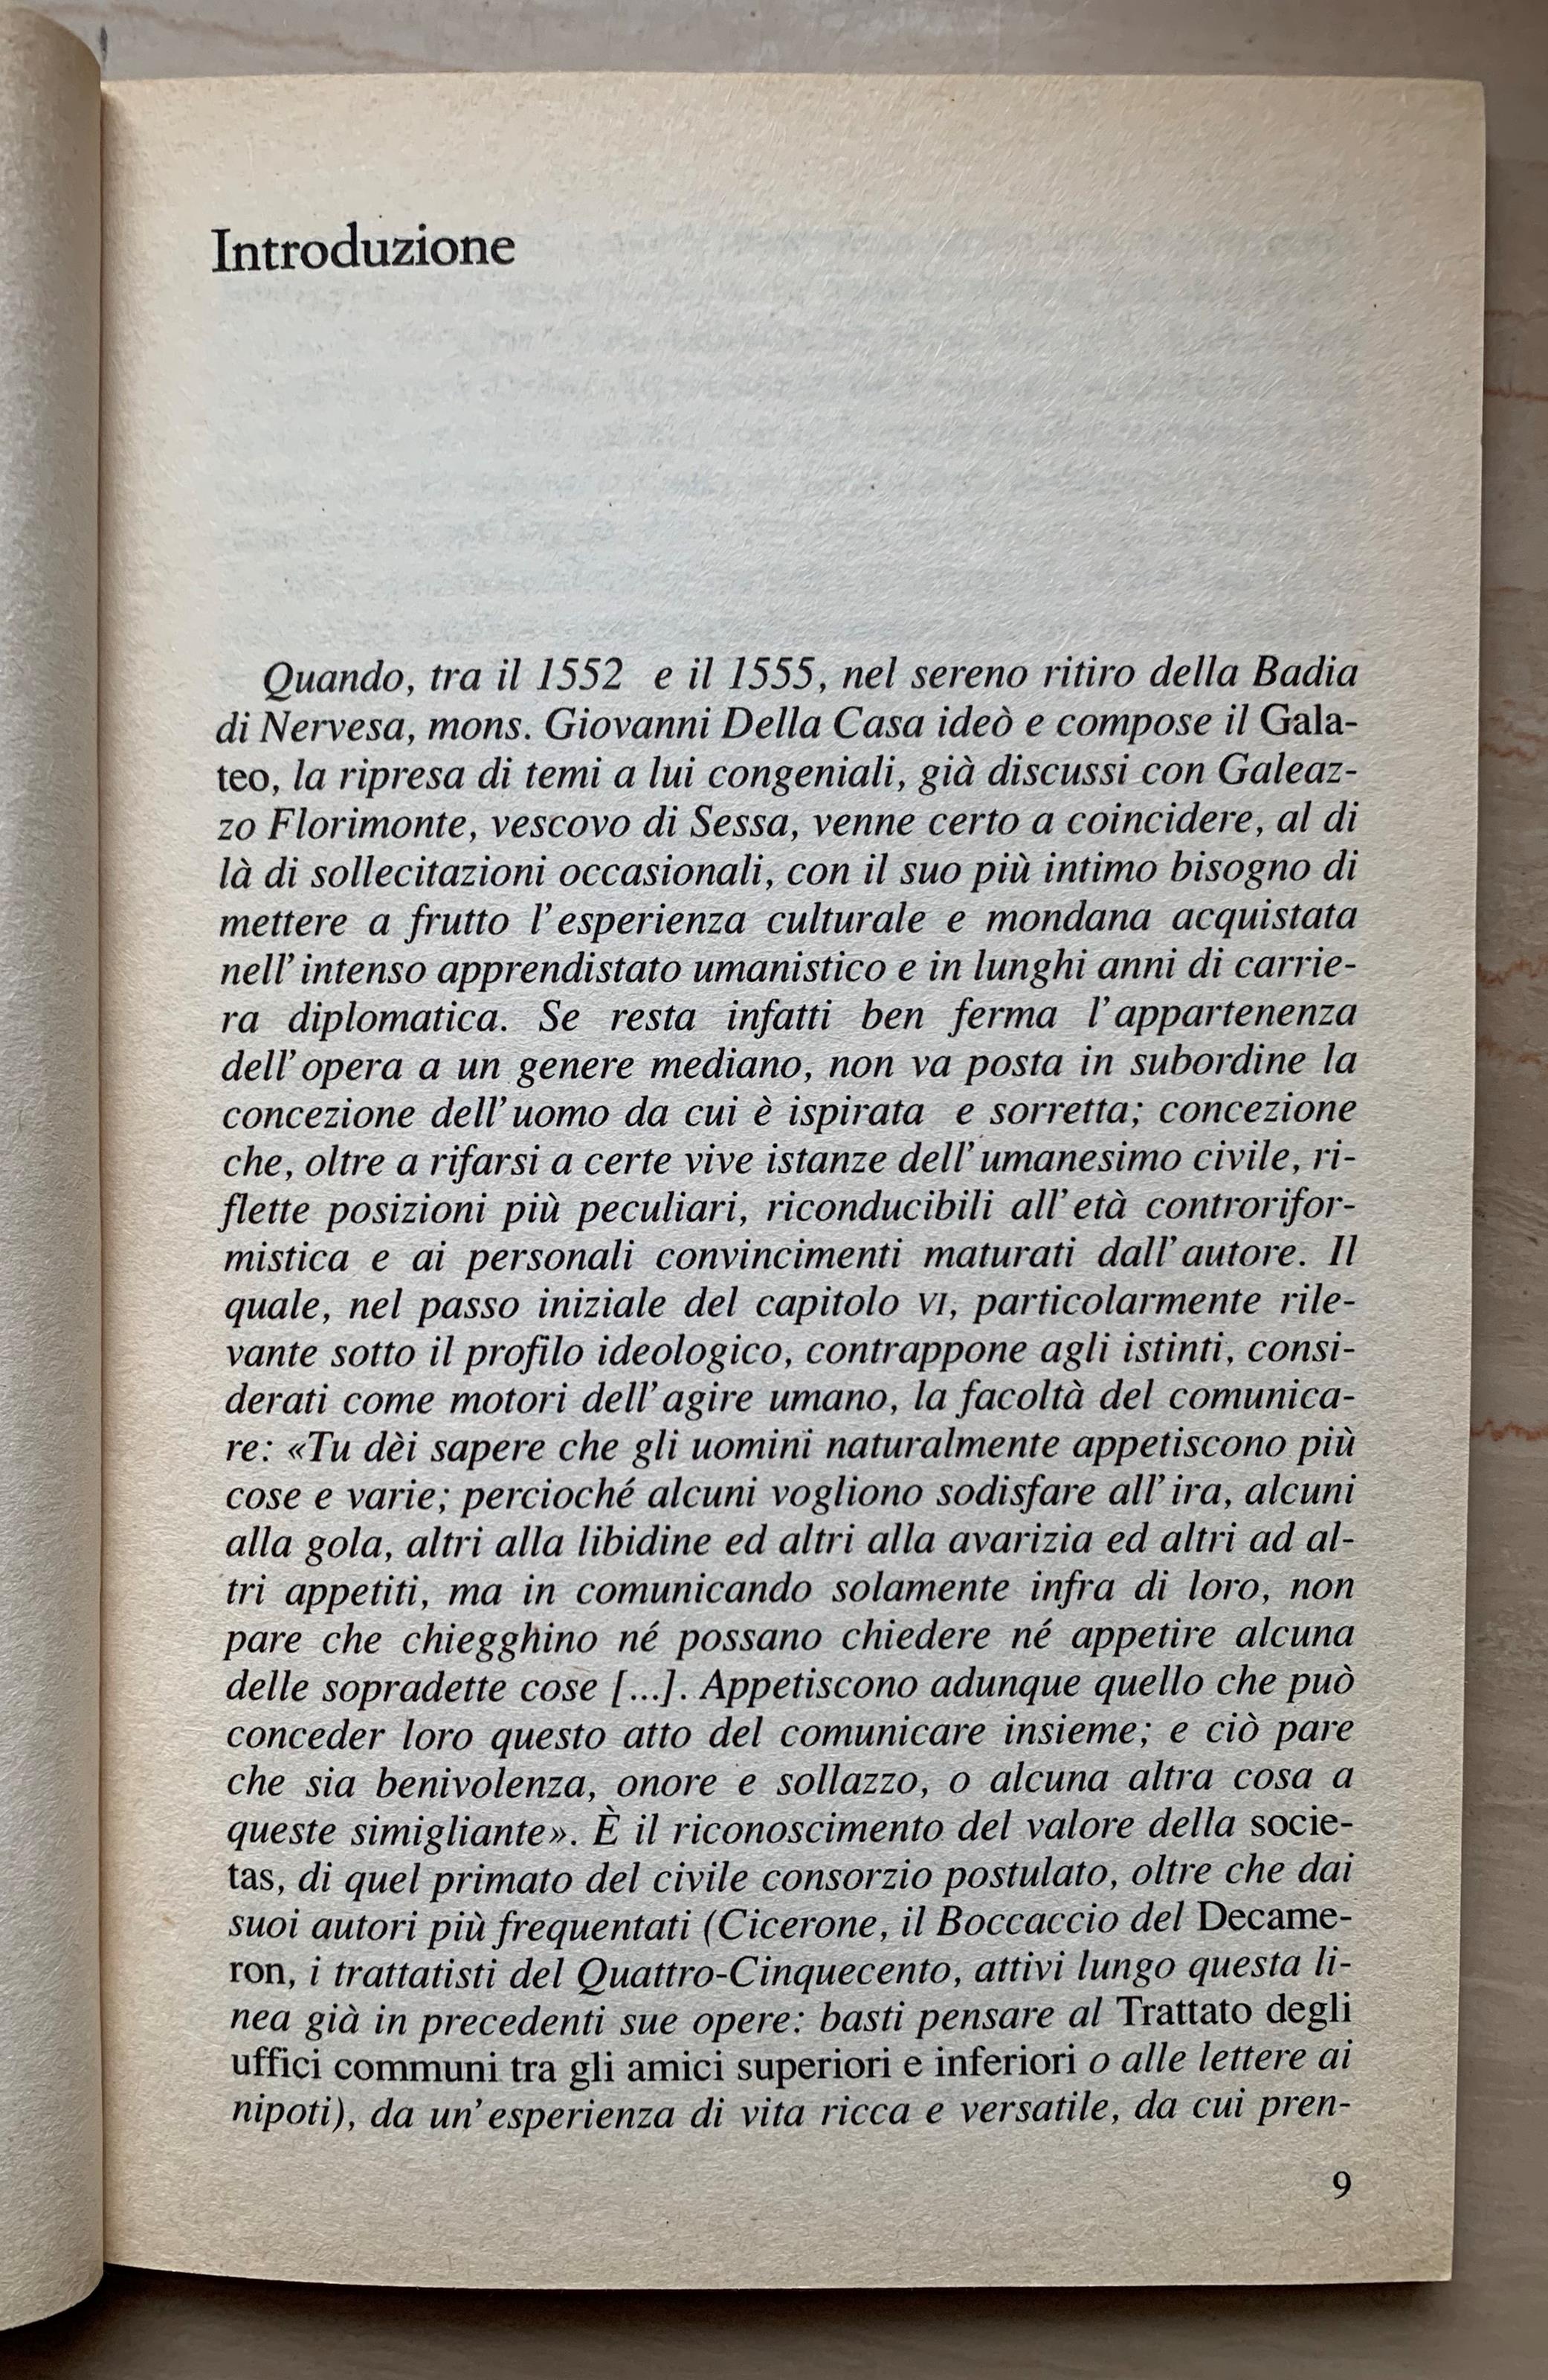 Introduzione
Quando, tra il 1552 e il 1555, nel sereno ritiro della Badia
di Nervesa, mons. Giovanni Della Casa ideò e compose il Gala-
teo, la ripresa di temi a lui congeniali, già discussi con Galeaz-
zo Florimonte, vescovo di Sessa, venne certo a coincidere, al di
là di sollecitazioni occasionali, con il suo più intimo bisogno di
mettere a frutto l'esperienza culturale e mondana acquistata
nell'intenso apprendistato umanistico e in lunghi anni di carrie-
ra diplomatica. Se resta infatti ben ferma l'appartenenza
dell'opera a un genere mediano, non va posta in subordine la
concezione dell'uomo da cui è ispirata e sorretta; concezione
che, oltre a rifarsi a certe vive istanze dell'umanesimo civile, ri-
flette posizioni più peculiari, riconducibili all'età controrifor-
mistica e ai personali convincimenti maturati dall'autore. Il
quale, nel passo iniziale del capitolo VI, particolarmente rile-
vante sotto il profilo ideologico, contrappone agli istinti, consi-
derati come motori dell'agire umano, la facoltà del comunica-
re: «Tu dèi sapere che gli uomini naturalmente appetiscono più
cose e varie; percioché alcuni vogliono sodisfare all'ira, alcuni
alla gola, altri alla libidine ed altri alla avarizia ed altri ad al-
tri appetiti, ma in comunicando solamente infra di loro, non
pare che chiegghino né possano chiedere né appetire alcuna
delle sopradette cose [...]. Appetiscono adunque quello che può
conceder loro questo atto del comunicare insieme; e ciò pare
che sia benivolenza, onore e sollazzo, o alcuna altra cosa a
queste simigliante». È il riconoscimento del valore della socie-
tas, di quel primato del civile consorzio postulato, oltre che dai
suoi autori più frequentati (Cicerone, il Boccaccio del Decame-
ron, i trattatisti del Quattro-Cinquecento, attivi lungo questa li-
nea già in precedenti sue opere: basti pensare al Trattato degli
uffici communi tra gli amici superiori e inferiori o alle lettere ai
nipoti), da un'esperienza di vita ricca e versatile, da cui pren-
9